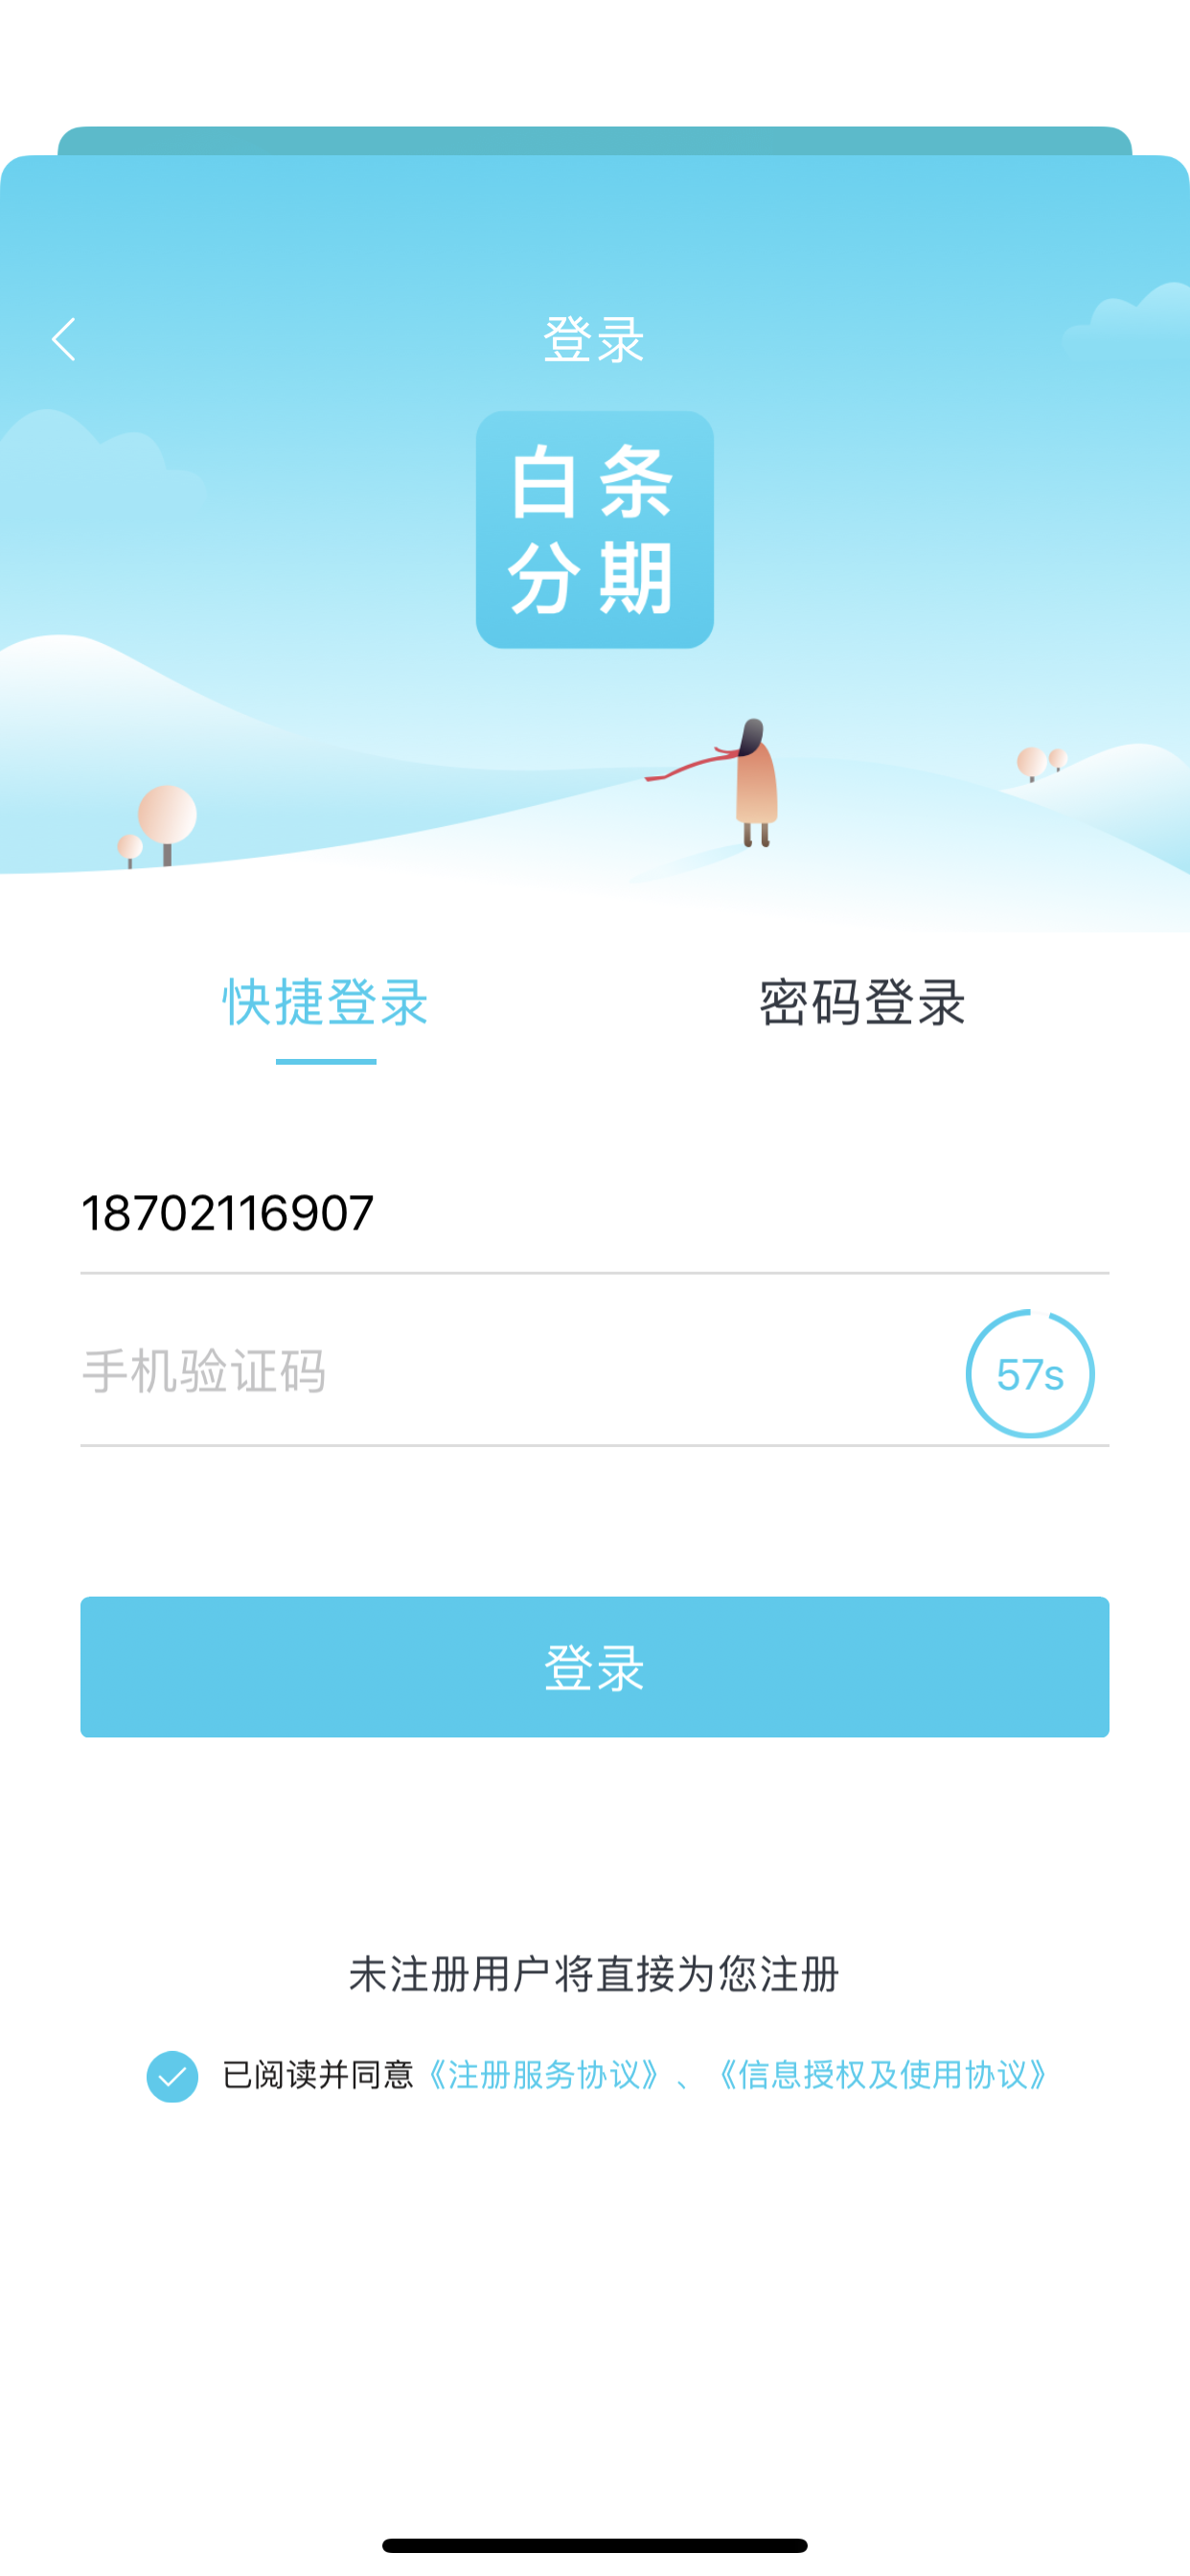 登录
白条
分期
快捷登录 密码登录
18702116907
手机验证码 57s
登录
未注册用户将直接为您注册
已阅读并同意《注册服务协议》、《信息授权及使用协议》